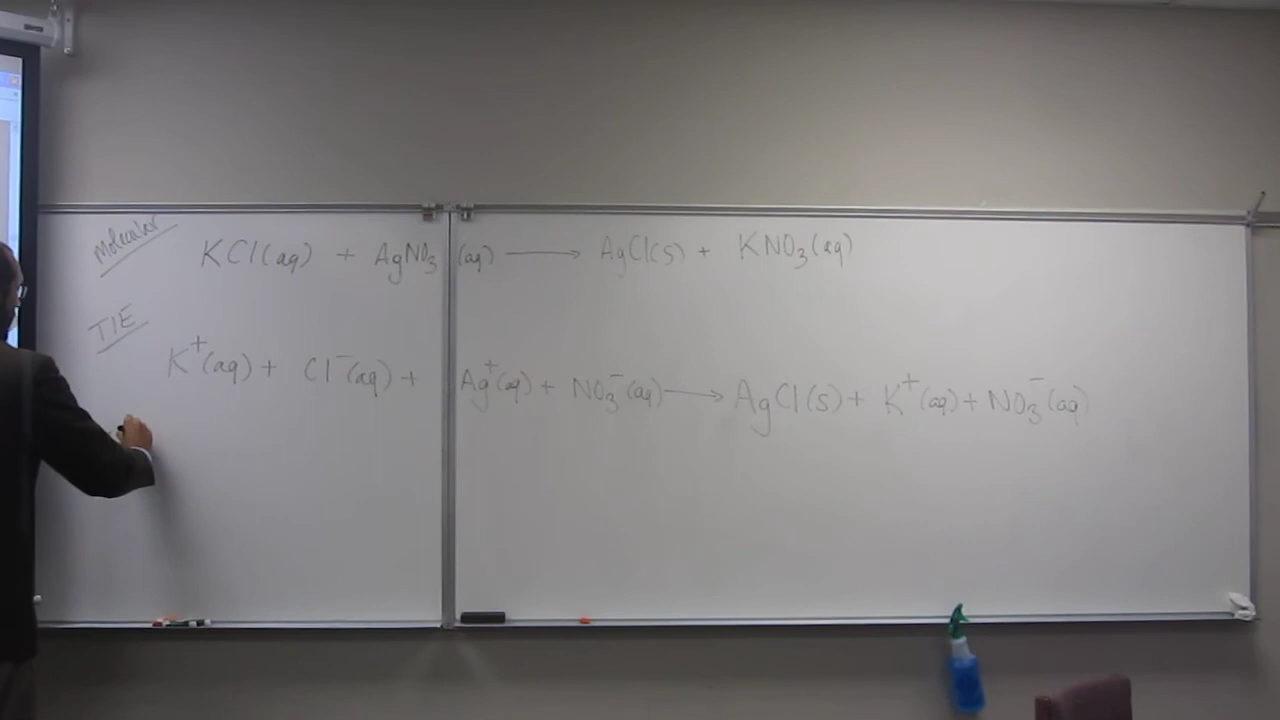 Molecular
KCl(aq) + AgNO₃ (aq) ⟶ AgCl(s) + KNO₃(aq)
TIE
K⁺(aq) + Cl⁻(aq) + Ag⁺(aq) + NO₃⁻(aq) ⟶ AgCl(s) + K⁺(aq) + NO₃⁻(aq)